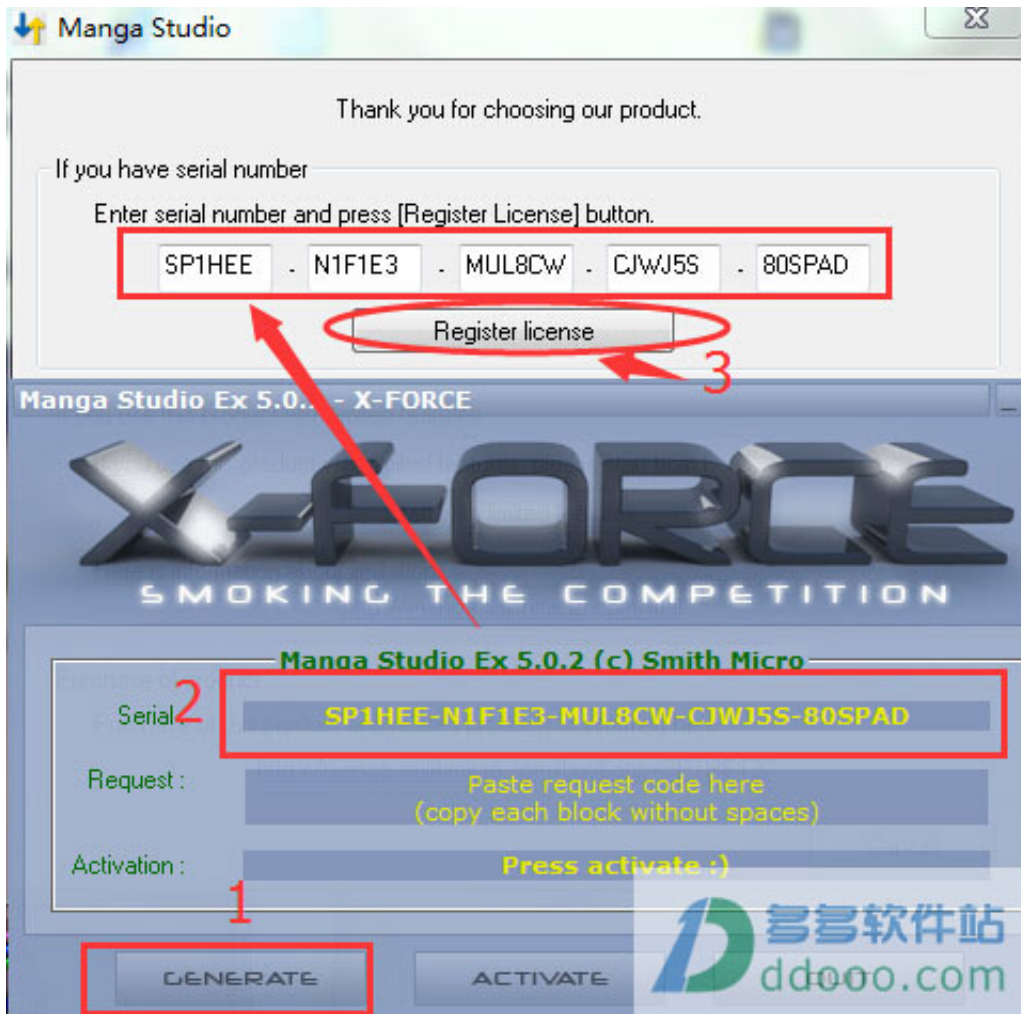 Manga Studio
Thank you for choosing our product.
If you have serial number
Enter serial number and press [Register License] button.
SP1HEE - N1F1E3 - MUL8CW - CJWJ5S - 80SPAD
Register license
3
Manga Studio Ex 5.0... - X-FORCE
X-FORCE
SMOKING THE COMPETITION
Manga Studio Ex 5.0.2 (c) Smith Micro
2
Serial : SP1HEE-N1F1E3-MUL8CW-CJWJ5S-80SPAD
Request : Paste request code here
(copy each block without spaces)
Activation : Press activate :)
1
GENERATE ACTIVATE QUIT
多多软件站
ddooo.com